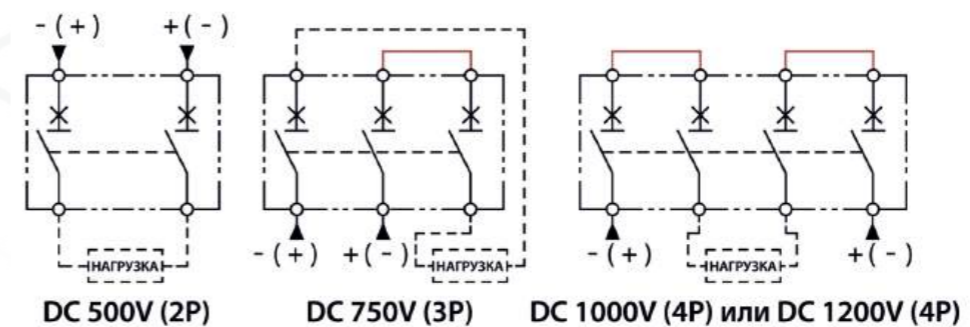 - (+) +(-)
- (+) +(-) - (+) +(-)
НАГРУЗКА НАГРУЗКА НАГРУЗКА
DC 500V (2P) DC 750V (3P) DC 1000V (4P) или DC 1200V (4P)